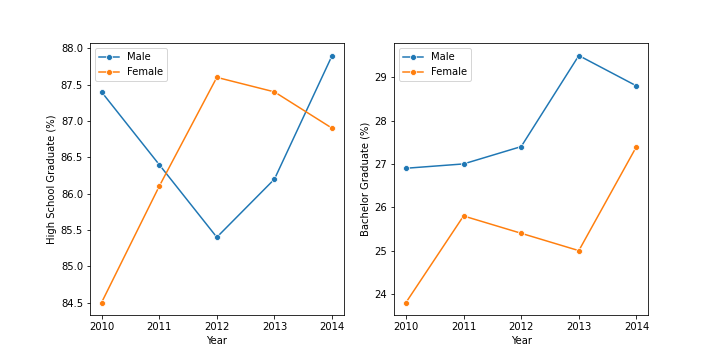 Male
Female
High School Graduate (%)
88.0
87.5
87.0
86.5
86.0
85.5
85.0
84.5
2010 2011 2012 2013 2014
Year
Male
Female
Bachelor Graduate (%)
29
28
27
26
25
24
2010 2011 2012 2013 2014
Year